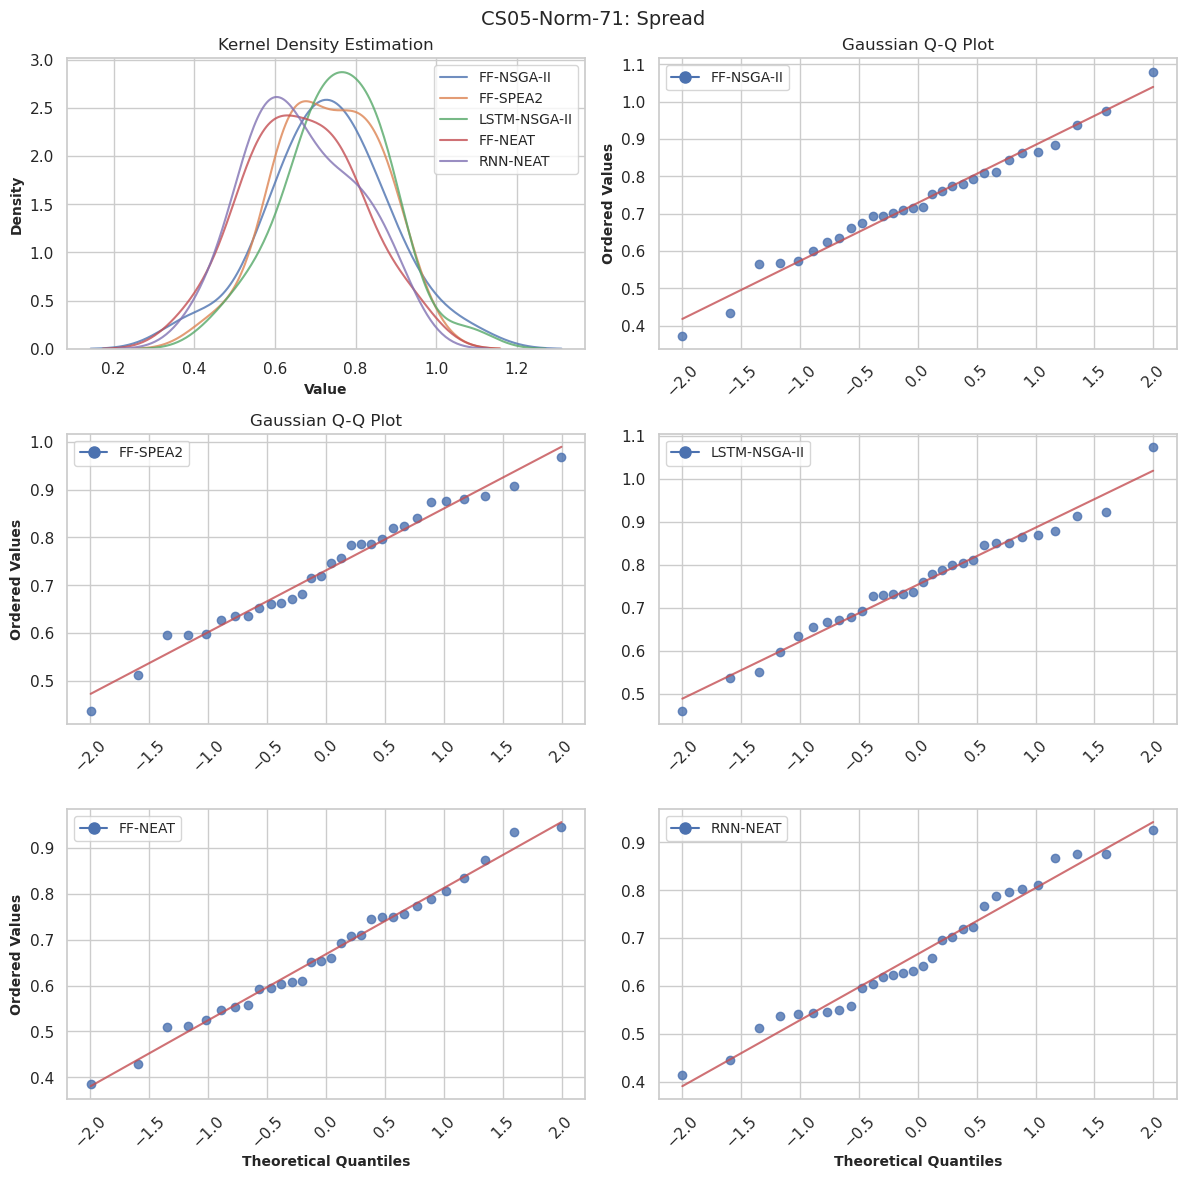 CS05-Norm-71: Spread
Kernel Density Estimation
Density
3.0
2.5
2.0
1.5
1.0
0.5
0.0
FF-NSGA-II
FF-SPEA2
LSTM-NSGA-II
FF-NEAT
RNN-NEAT
0.2 0.4 0.6 0.8 1.0 1.2
Value
Gaussian Q-Q Plot
Ordered Values
1.1
1.0
0.9
0.8
0.7
0.6
0.5
0.4
FF-NSGA-II
−2.0 −1.5 −1.0 −0.5 0.0 0.5 1.0 1.5 2.0
Gaussian Q-Q Plot
Ordered Values
1.0
0.9
0.8
0.7
0.6
0.5
FF-SPEA2
−2.0 −1.5 −1.0 −0.5 0.0 0.5 1.0 1.5 2.0
1.1
1.0
0.9
0.8
0.7
0.6
0.5
LSTM-NSGA-II
−2.0 −1.5 −1.0 −0.5 0.0 0.5 1.0 1.5 2.0
Ordered Values
0.9
0.8
0.7
0.6
0.5
0.4
FF-NEAT
−2.0 −1.5 −1.0 −0.5 0.0 0.5 1.0 1.5 2.0
Theoretical Quantiles
0.9
0.8
0.7
0.6
0.5
0.4
RNN-NEAT
−2.0 −1.5 −1.0 −0.5 0.0 0.5 1.0 1.5 2.0
Theoretical Quantiles